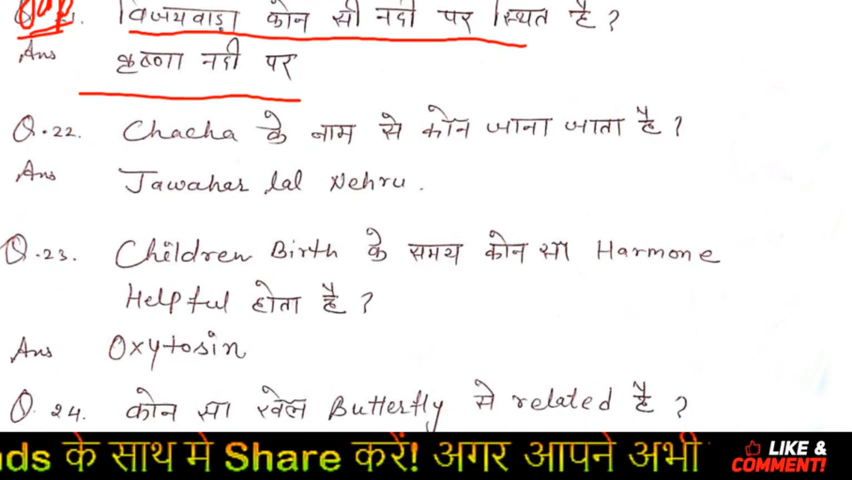 विजयवाड़ा कोन सी नदी पर स्थित है ?
Ans कृष्णा नदी पर
Q.22. Chacha के नाम से कोन जाना जाता है ?
Ans Jawahar lal Nehru.
Q.23. Children Birth के समय कोन सा Harmone
Helpful होता है ?
Ans Oxytosin
Q.24. कोन सा खेल Butterfly से related है ?
nds के साथ मे Share करें! अगर आपने अभी
LIKE &
COMMENT!